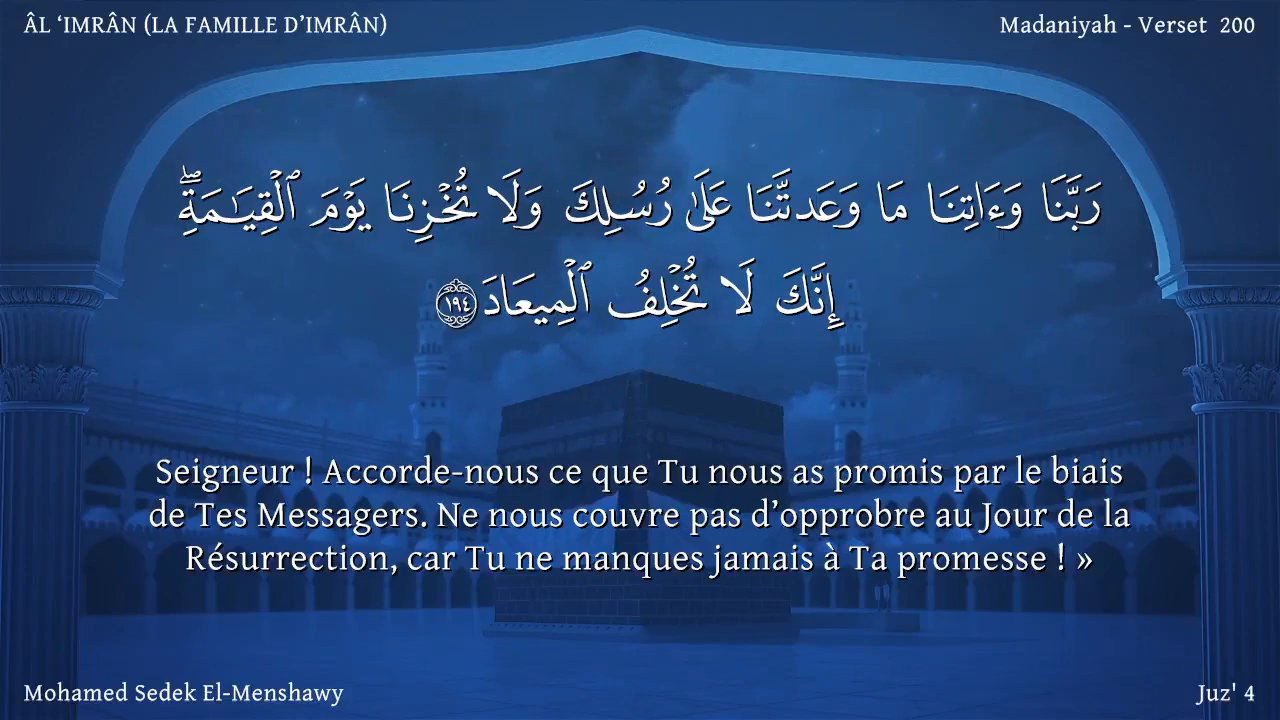 ÂL ‘IMRÂN (LA FAMILLE D’IMRÂN)
Madaniyah - Verset 200
رَبَّنَا وَءَاتِنَا مَا وَعَدتَّنَا عَلَىٰ رُسُلِكَ وَلَا تُخْزِنَا يَوْمَ ٱلْقِيَـٰمَةِۖ
إِنَّكَ لَا تُخْلِفُ ٱلْمِيعَادَ ١٩٤
Seigneur ! Accorde-nous ce que Tu nous as promis par le biais
de Tes Messagers. Ne nous couvre pas d’opprobre au Jour de la
Résurrection, car Tu ne manques jamais à Ta promesse ! »
Mohamed Sedek El-Menshawy
Juz' 4